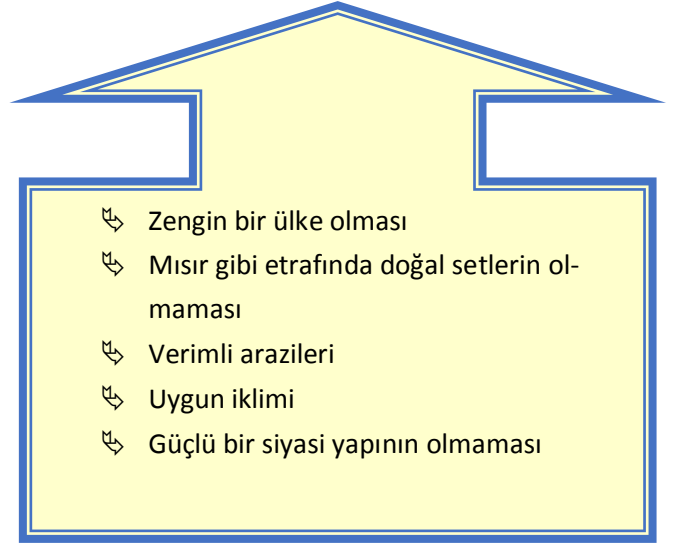 Zengin bir ülke olması
Mısır gibi etrafında doğal setlerin ol-
maması
Verimli arazileri
Uygun iklimi
Güçlü bir siyasi yapının olmaması